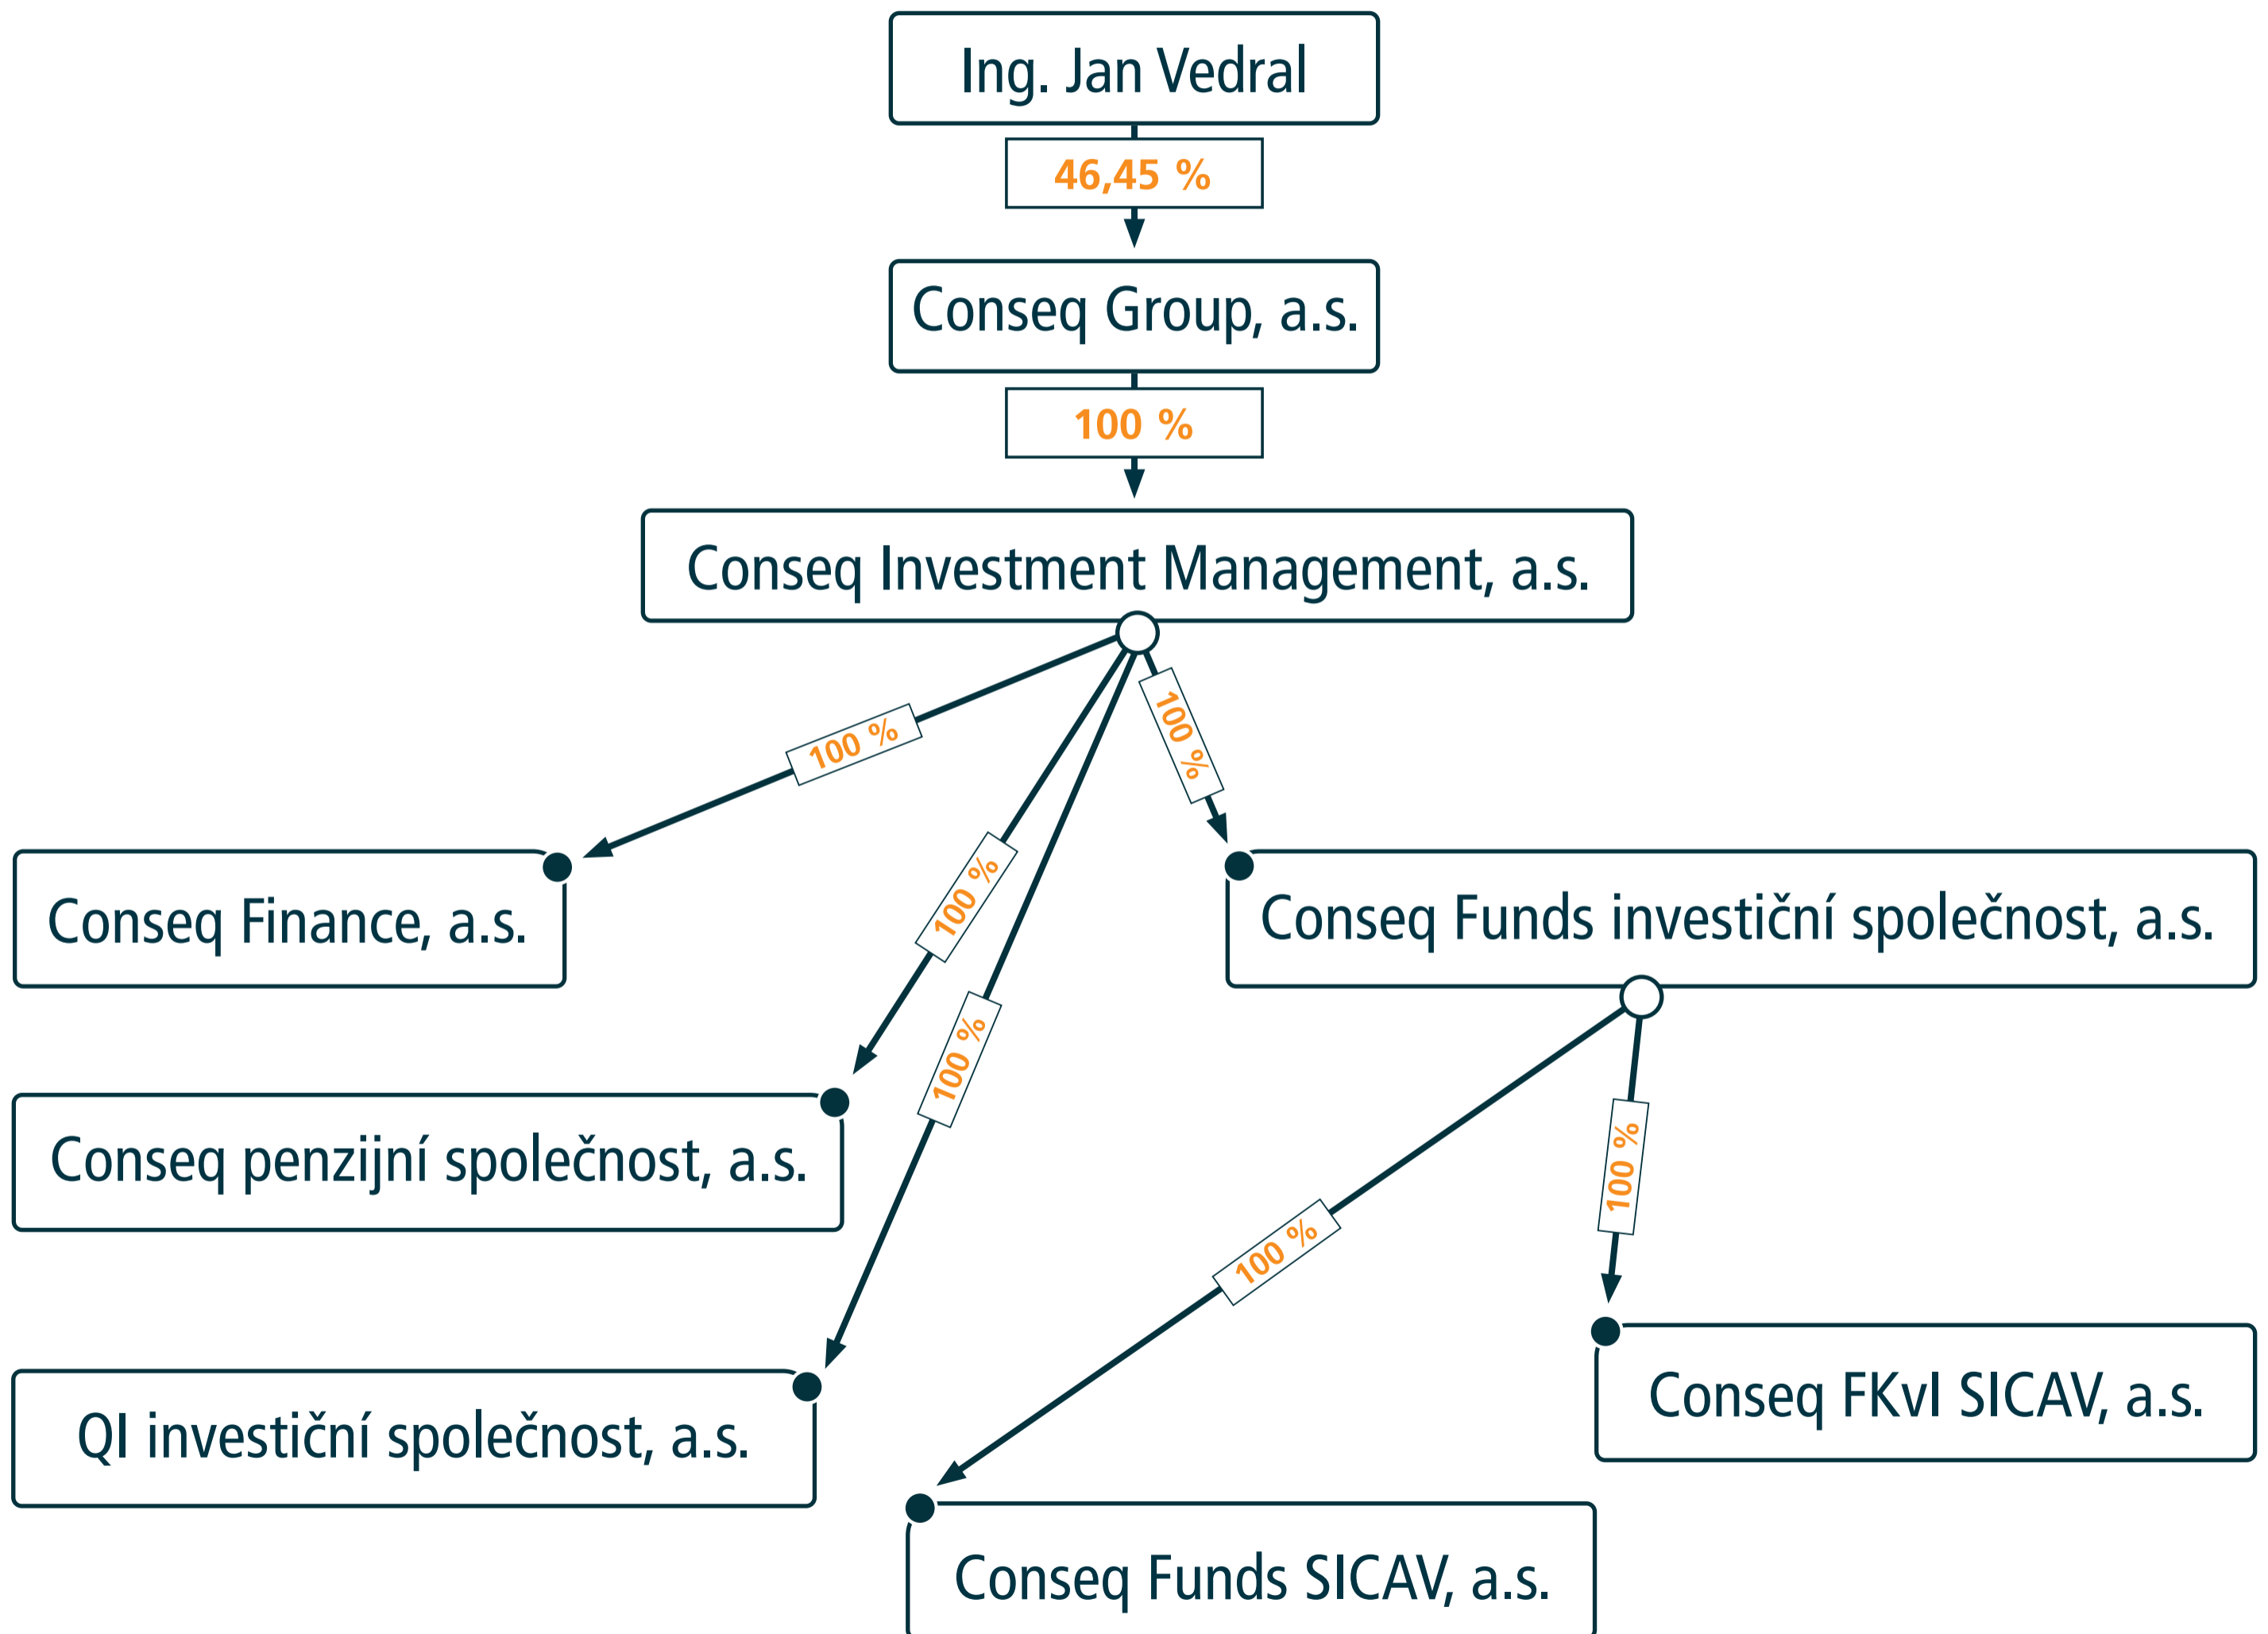 Ing. Jan Vedral
46,45 %
Conseq Group, a.s.
100 %
Conseq Investment Management, a.s.
100 %
100 %
100 %
100 %
Conseq Finance, a.s.
Conseq Funds investiční společnost, a.s.
Conseq penzijní společnost, a.s.
100 %
100 %
QI investiční společnost, a.s.
Conseq FKvI SICAV, a.s.
Conseq Funds SICAV, a.s.